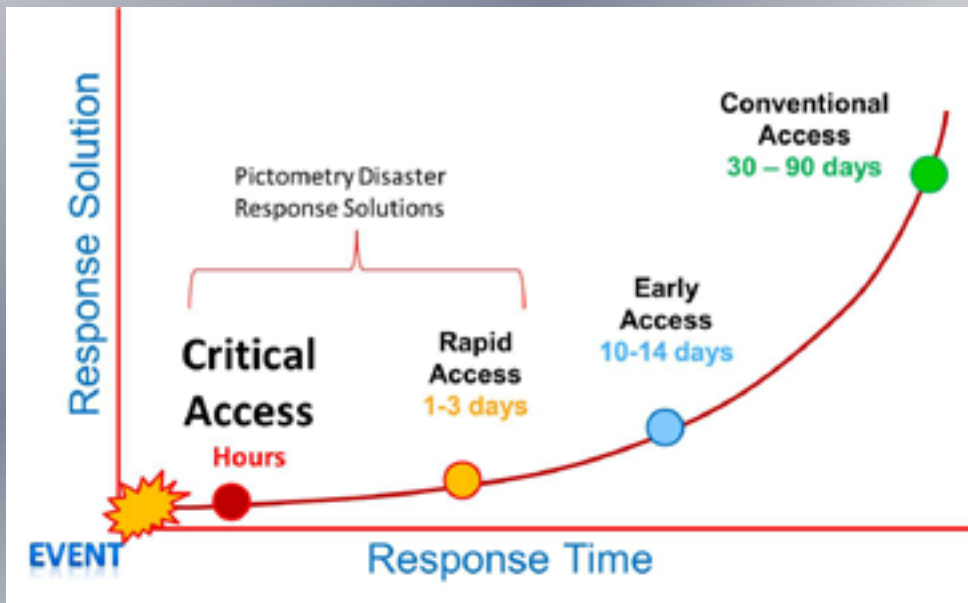 Response Solution
Pictometry Disaster
Response Solutions
Critical
Access
Hours
Rapid
Access
1-3 days
Early
Access
10-14 days
Conventional
Access
30 – 90 days
EVENT
Response Time